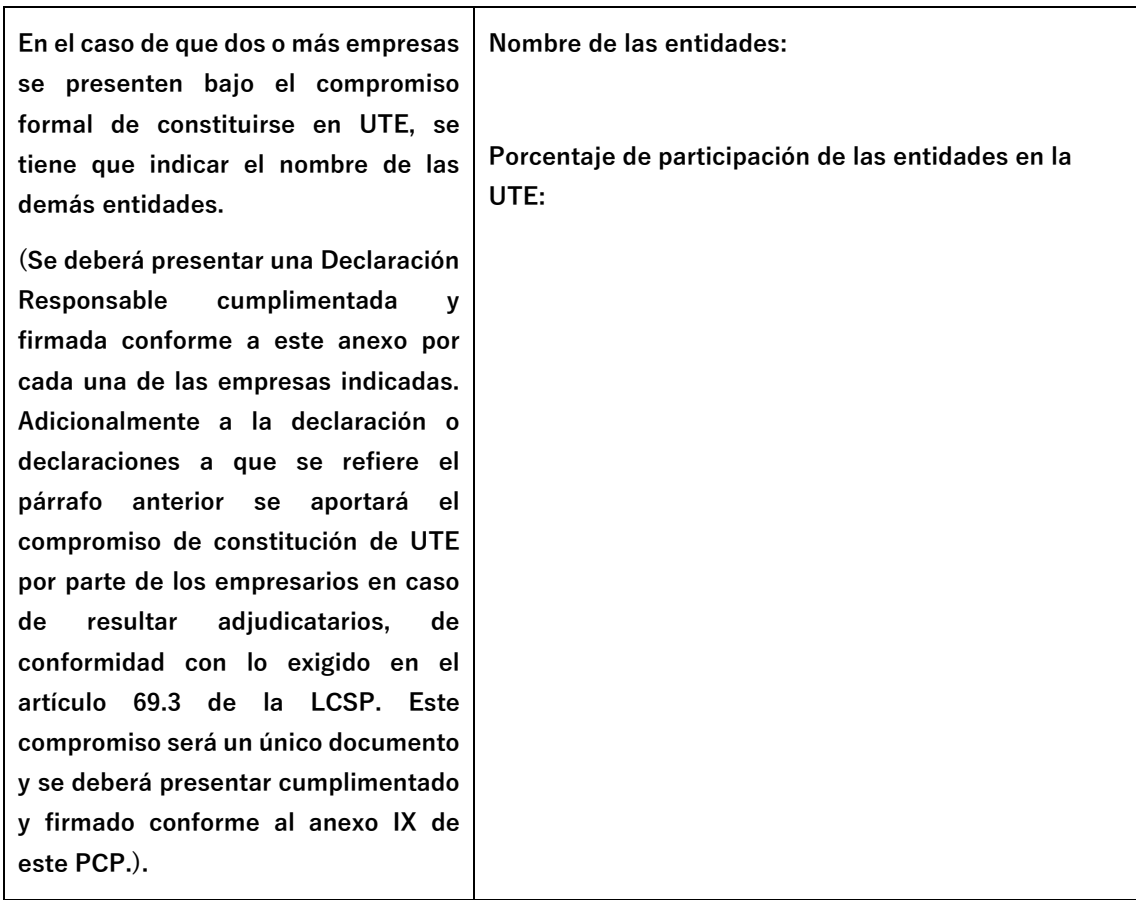 En el caso de que dos o más empresas
se presenten bajo el compromiso
formal de constituirse en UTE, se
tiene que indicar el nombre de las
demás entidades.
(Se deberá presentar una Declaración
Responsable cumplimentada y
firmada conforme a este anexo por
cada una de las empresas indicadas.
Adicionalmente a la declaración o
declaraciones a que se refiere el
párrafo anterior se aportará el
compromiso de constitución de UTE
por parte de los empresarios en caso
de resultar adjudicatarios, de
conformidad con lo exigido en el
artículo 69.3 de la LCSP. Este
compromiso será un único documento
y se deberá presentar cumplimentado
y firmado conforme al anexo IX de
este PCP.).
Nombre de las entidades:
Porcentaje de participación de las entidades en la
UTE: